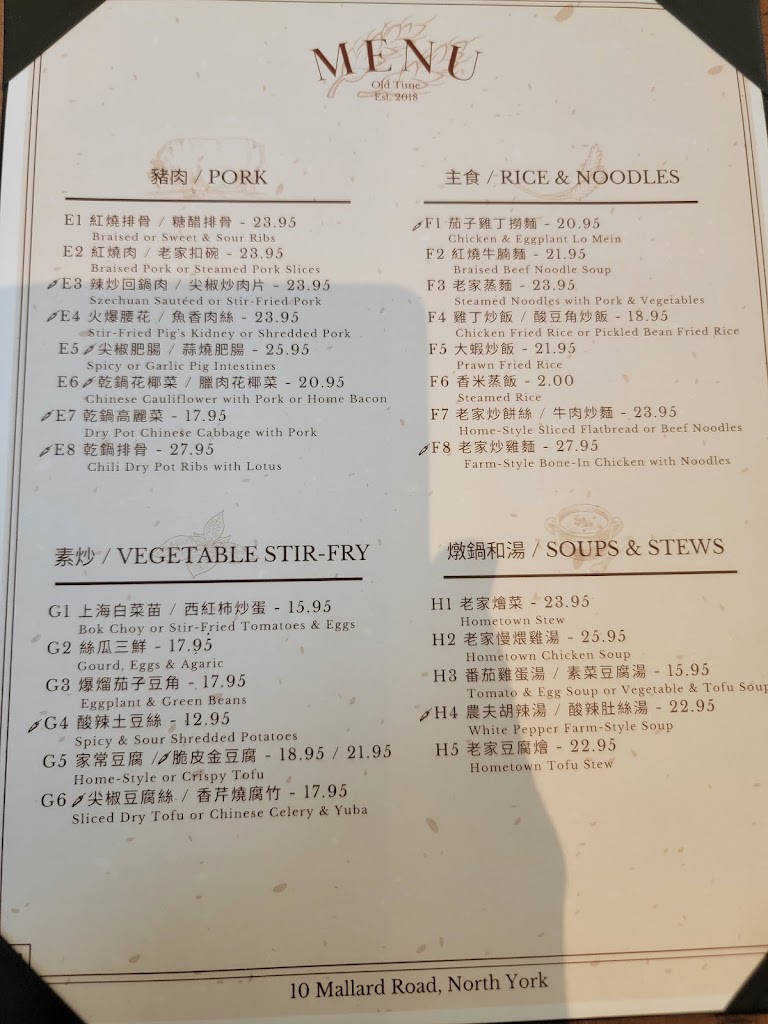 MENU
Old Time
Est. 2018
豬肉 / PORK
E1 紅燒排骨 / 糖醋排骨 - 23.95
Braised or Sweet & Sour Ribs
E2 紅燒肉 / 老家扣碗 - 23.95
Braised Pork or Steamed Pork Slices
E3 辣炒回鍋肉 / 尖椒炒肉片 - 23.95
Szechuan Sautéed or Stir-Fried Pork
E4 火爆腰花 / 魚香肉絲 - 23.95
Stir-Fried Pig's Kidney or Shredded Pork
E5 尖椒肥腸 / 蒜燒肥腸 - 25.95
Spicy or Garlic Pig Intestines
E6 乾鍋花椰菜 / 臘肉花椰菜 - 20.95
Chinese Cauliflower with Pork or Home Bacon
E7 乾鍋高麗菜 - 17.95
Dry Pot Chinese Cabbage with Pork
E8 乾鍋排骨 - 27.95
Chili Dry Pot Ribs with Lotus
主食 / RICE & NOODLES
F1 茄子雞丁撈麵 - 20.95
Chicken & Eggplant Lo Mein
F2 紅燒牛腩麵 - 21.95
Braised Beef Noodle Soup
F3 老家蒸麵 - 23.95
Steamed Noodles with Pork & Vegetables
F4 雞丁炒飯 / 酸豆角炒飯 - 18.95
Chicken Fried Rice or Pickled Bean Fried Rice
F5 大蝦炒飯 - 21.95
Prawn Fried Rice
F6 香米蒸飯 - 2.00
Steamed Rice
F7 老家炒餅絲 / 牛肉炒麵 - 23.95
Home-Style Sliced Flatbread or Beef Noodles
F8 老家炒雞麵 - 27.95
Farm-Style Bone-In Chicken with Noodles
素炒 / VEGETABLE STIR-FRY
G1 上海白菜苗 / 西紅柿炒蛋 - 15.95
Bok Choy or Stir-Fried Tomatoes & Eggs
G2 絲瓜三鮮 - 17.95
Gourd, Eggs & Agaric
G3 爆熘茄子豆角 - 17.95
Eggplant & Green Beans
G4 酸辣土豆絲 - 12.95
Spicy & Sour Shredded Potatoes
G5 家常豆腐 / 脆皮金豆腐 - 18.95 / 21.95
Home-Style or Crispy Tofu
G6 尖椒豆腐絲 / 香芹燒腐竹 - 17.95
Sliced Dry Tofu or Chinese Celery & Yuba
燉鍋和湯 / SOUPS & STEWS
H1 老家燴菜 - 23.95
Hometown Stew
H2 老家慢煨雞湯 - 25.95
Hometown Chicken Soup
H3 番茄雞蛋湯 / 素菜豆腐湯 - 15.95
Tomato & Egg Soup or Vegetable & Tofu Soup
H4 農夫胡辣湯 / 酸辣肚絲湯 - 22.95
White Pepper Farm-Style Soup
H5 老家豆腐燴 - 22.95
Hometown Tofu Stew
10 Mallard Road, North York